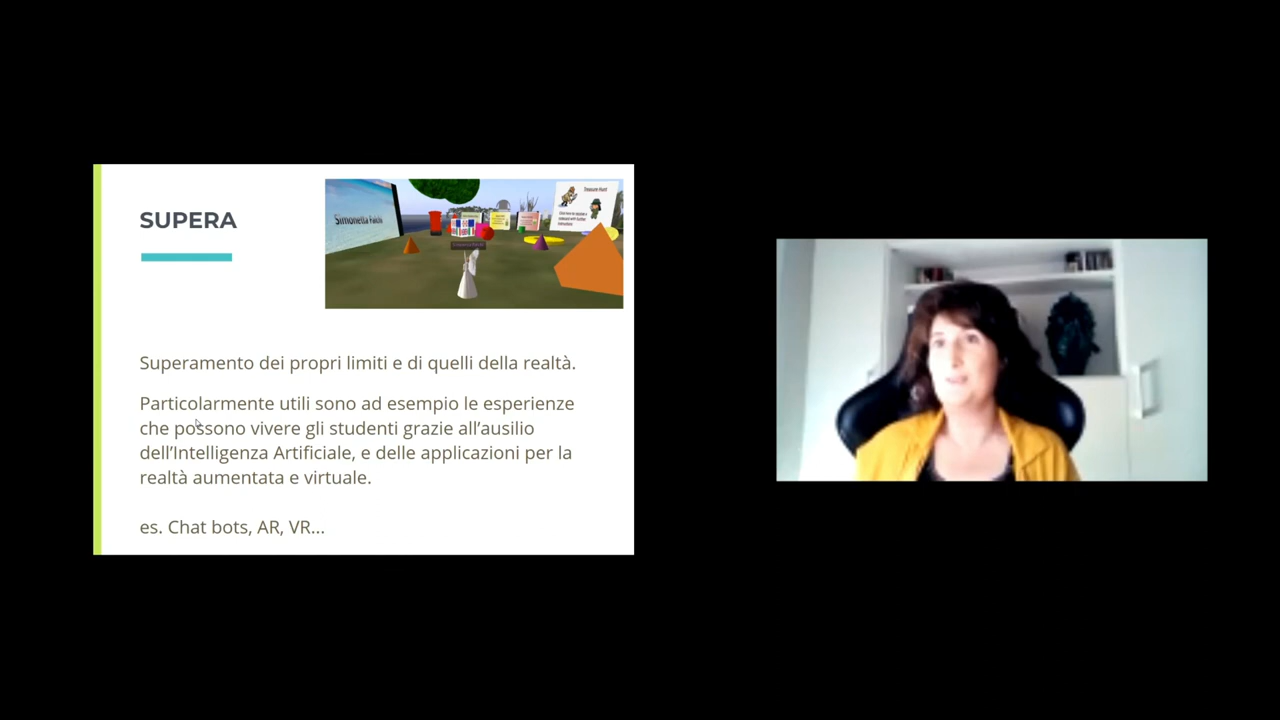 SUPERA
Simonetta Falchi
Treasure Hunt
Superamento dei propri limiti e di quelli della realtà.
Particolarmente utili sono ad esempio le esperienze
che possono vivere gli studenti grazie all’ausilio
dell’Intelligenza Artificiale, e delle applicazioni per la
realtà aumentata e virtuale.
es. Chat bots, AR, VR...